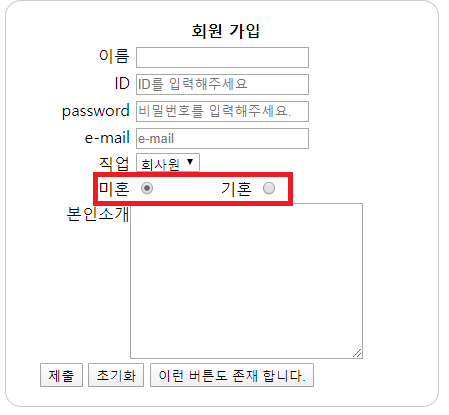 회원 가입
이름
ID ID를 입력해주세요
password 비밀번호를 입력해주세요.
e-mail e-mail
직업 회사원
미혼 기혼
본인소개
제출 초기화 이런 버튼도 존재 합니다.